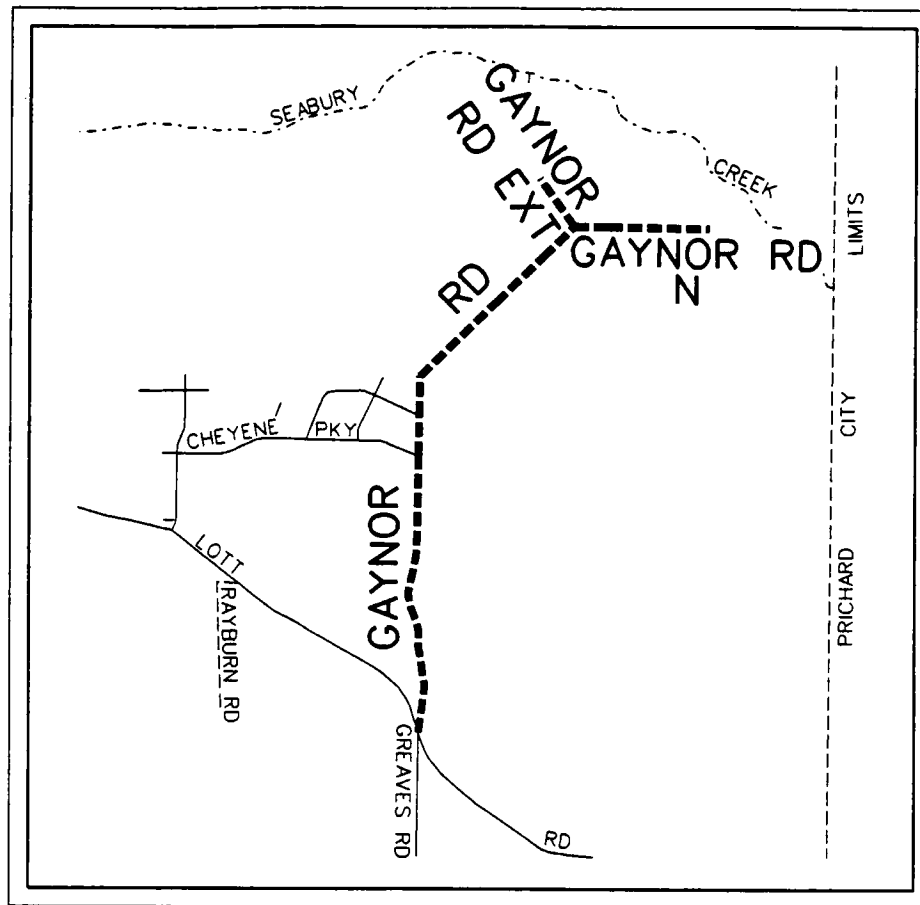 SEABURY
CREEK
GAYNOR
RD EXT
GAYNOR RD
N
RD
GAYNOR
CHEYENE
PKY
LOTT
RD
RAYBURN RD
GREAVES RD
PRICHARD CITY LIMITS